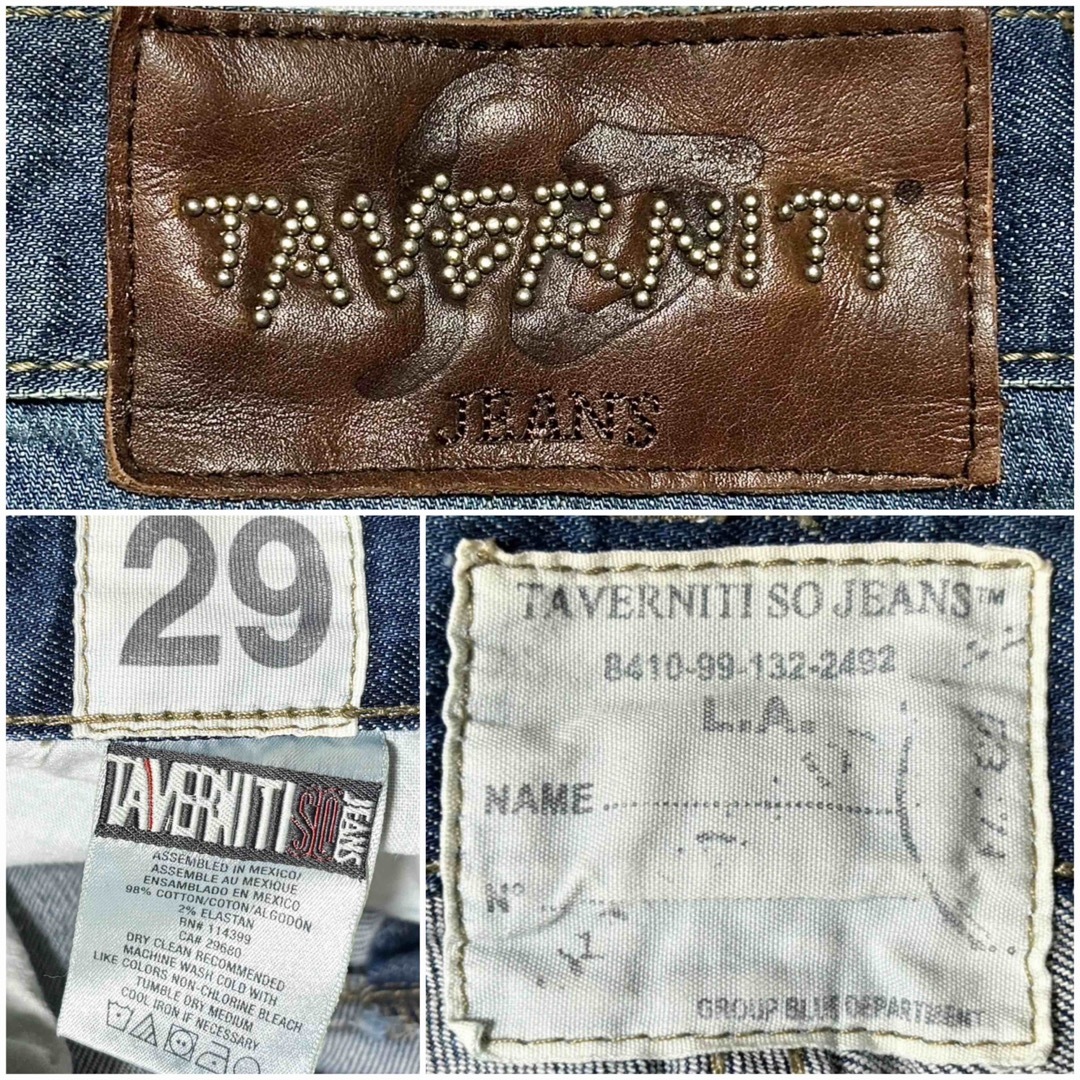 TAVERNITI
JEANS
29
TAVERNITI SO JEANS
ASSEMBLED IN MEXICO/
ASSEMBLE AU MEXIQUE
ENSAMBLADO EN MEXICO
98% COTTON/COTON/ALGODÓN
2% ELASTAN
RN# 114399
CA# 29680
DRY CLEAN RECOMMENDED
MACHINE WASH COLD WITH
LIKE COLORS NON-CHLORINE BLEACH
TUMBLE DRY MEDIUM
COOL IRON IF NECESSARY
TAVERNITI SO JEANS™
8410-99-132-2492
L.A.
NAME
Nº
GROUP BLUE DEPARTMENT